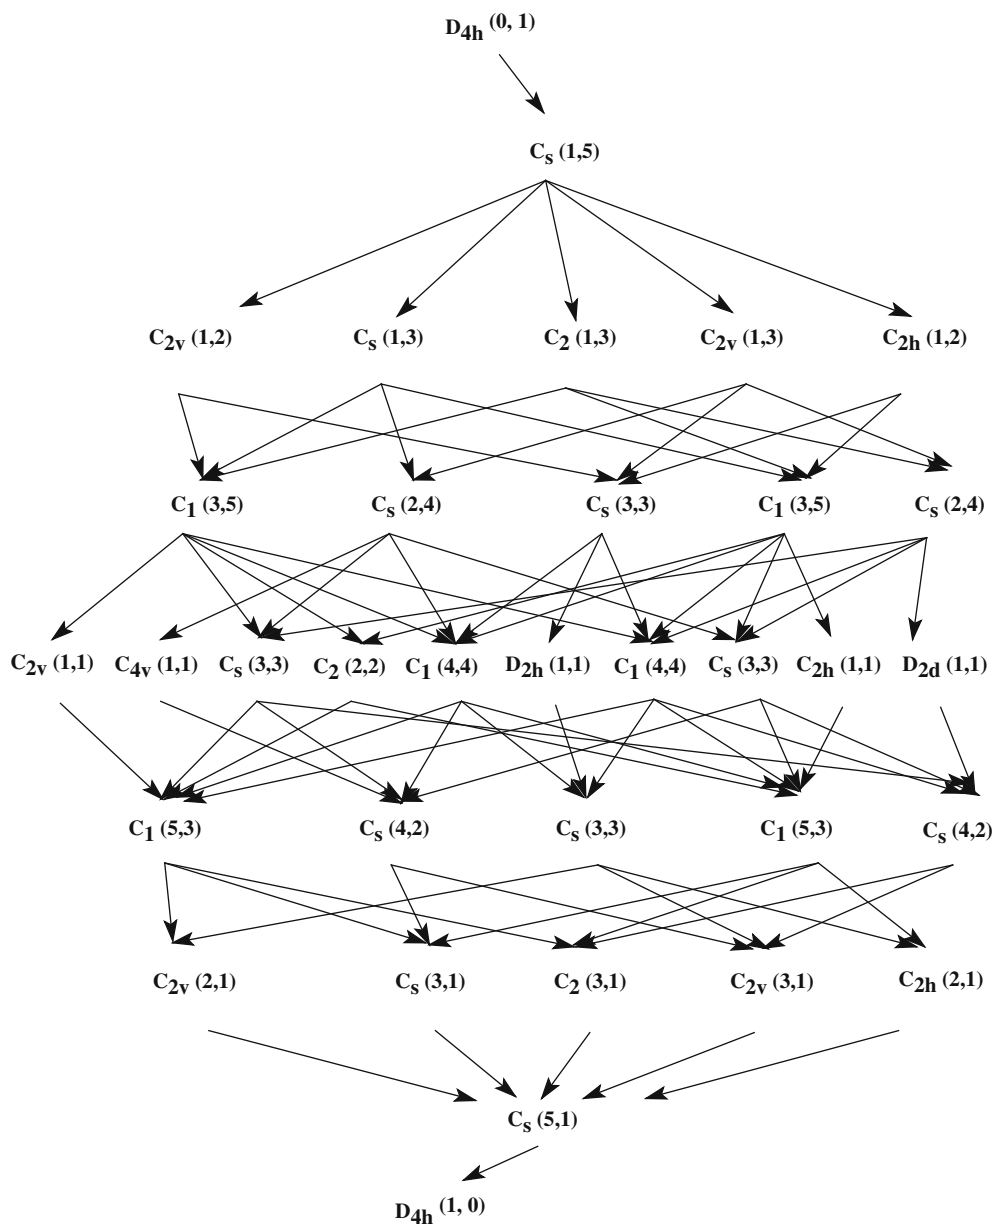 D4h (0, 1)
Cs (1,5)
C2v (1,2) Cs (1,3) C2 (1,3) C2v (1,3) C2h (1,2)
C1 (3,5) Cs (2,4) Cs (3,3) C1 (3,5) Cs (2,4)
C2v (1,1) C4v (1,1) Cs (3,3) C2 (2,2) C1 (4,4) D2h (1,1) C1 (4,4) Cs (3,3) C2h (1,1) D2d (1,1)
C1 (5,3) Cs (4,2) Cs (3,3) C1 (5,3) Cs (4,2)
C2v (2,1) Cs (3,1) C2 (3,1) C2v (3,1) C2h (2,1)
Cs (5,1)
D4h (1, 0)